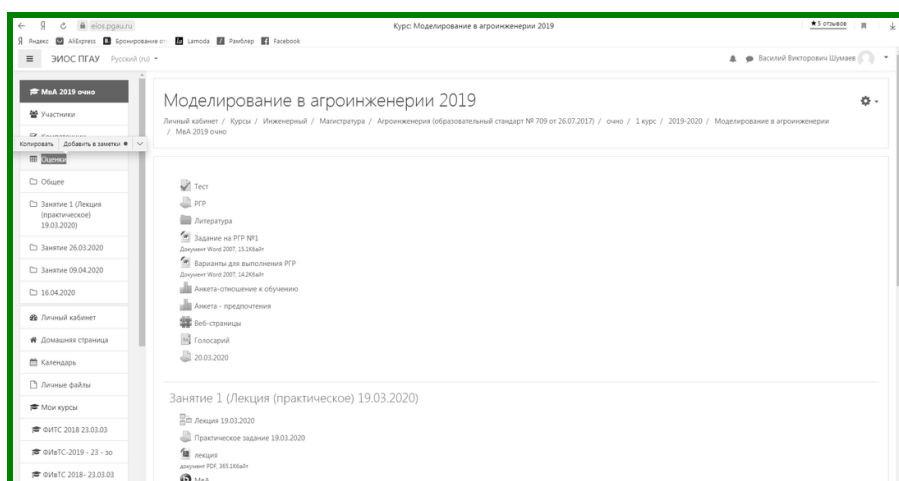 eios.pgau.ru
Курс: Моделирование в агроинженерии 2019
★ 5 отзывов
Яндекс AliExpress Бронирование от Lamoda Рамблер Facebook
ЭИОС ПГАУ Русский (ru)
Василий Викторович Шумаев
МвА 2019 очно
Участники
Компетенции
Копировать Добавить в заметки
Оценки
Общее
Занятие 1 (Лекция
(практическое)
19.03.2020)
Занятие 26.03.2020
Занятие 09.04.2020
16.04.2020
Личный кабинет
Домашняя страница
Календарь
Личные файлы
Мои курсы
ФИТС 2018 23.03.03
ФИвТС-2019 - 23 - зо
ФИвТС 2018- 23.03.03
Моделирование в агроинженерии 2019
Личный кабинет / Курсы / Инженерный / Магистратура / Агроинженерия (образовательный стандарт № 709 от 26.07.2017) / очно / 1 курс / 2019-2020 / Моделирование в агроинженерии
/ МвА 2019 очно
Тест
РГР
Литература
Задание на РГР №1
Документ Word 2007, 15.1Кбайт
Варианты для выполнения РГР
Документ Word 2007, 14.2Кбайт
Анкета-отношение к обучению
Анкета - предпочтения
Веб-страницы
Голосарий
20.03.2020
Занятие 1 (Лекция (практическое) 19.03.2020)
Лекция 19.03.2020
Практическое задание 19.03.2020
лекция
документ PDF, 365.1Кбайт
МвА